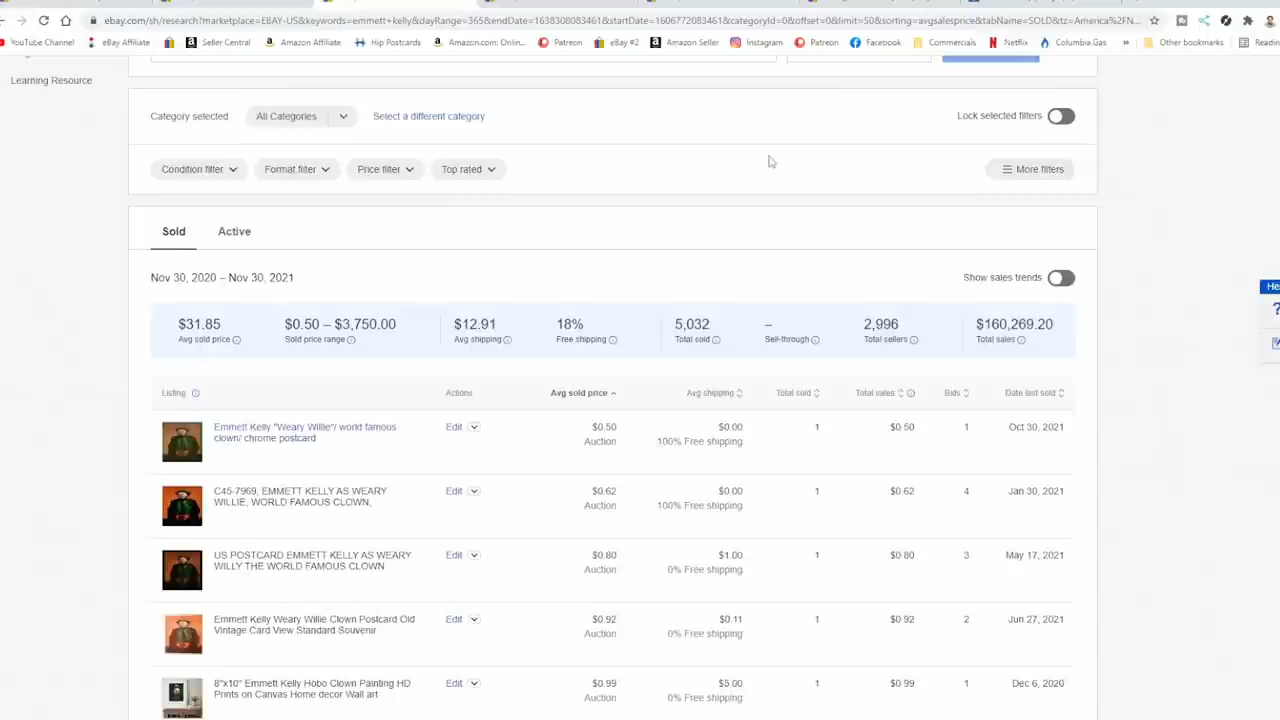 ebay.com/sh/research?marketplace=EBAY-US&keywords=emmett+kelly&dayRange=365&endDate=1638308083461&startDate=1606772083461&categoryId=0&offset=0&limit=50&sorting=avgsalesprice&tabName=SOLD&tz=America%2FN...
YouTube Channel eBay Affiliate Seller Central Amazon Affiliate Hip Postcards Amazon.com: Onlin... Patreon eBay #2 Amazon Seller Instagram Patreon Facebook Commercials Netflix Columbia Gas » Other bookmarks
Learning Resource
Category selected All Categories Select a different category Lock selected filters
Condition filter Format filter Price filter Top rated More filters
Sold Active
Nov 30, 2020 – Nov 30, 2021 Show sales trends
$31.85 $0.50 – $3,750.00 $12.91 18% 5,032 – 2,996 $160,269.20
Avg sold price Sold price range Avg shipping Free shipping Total sold Sell-through Total sellers Total sales
Listing Actions Avg sold price Avg shipping Total sold Total sales Bids Date last sold
Emmett Kelly "Weary Willie"/ world famous Edit $0.50 $0.00 1 $0.50 1 Oct 30, 2021
clown/ chrome postcard Auction 100% Free shipping
C45-7969, EMMETT KELLY AS WEARY Edit $0.62 $0.00 1 $0.62 4 Jan 30, 2021
WILLIE, WORLD FAMOUS CLOWN, Auction 100% Free shipping
US POSTCARD EMMETT KELLY AS WEARY Edit $0.80 $1.00 1 $0.80 3 May 17, 2021
WILLY THE WORLD FAMOUS CLOWN Auction 0% Free shipping
Emmett Kelly Weary Willie Clown Postcard Old Edit $0.92 $0.11 1 $0.92 2 Jun 27, 2021
Vintage Card View Standard Souvenir Auction 0% Free shipping
8"x10" Emmett Kelly Hobo Clown Painting HD Edit $0.99 $5.00 1 $0.99 1 Dec 6, 2020
Prints on Canvas Home decor Wall art Auction 0% Free shipping